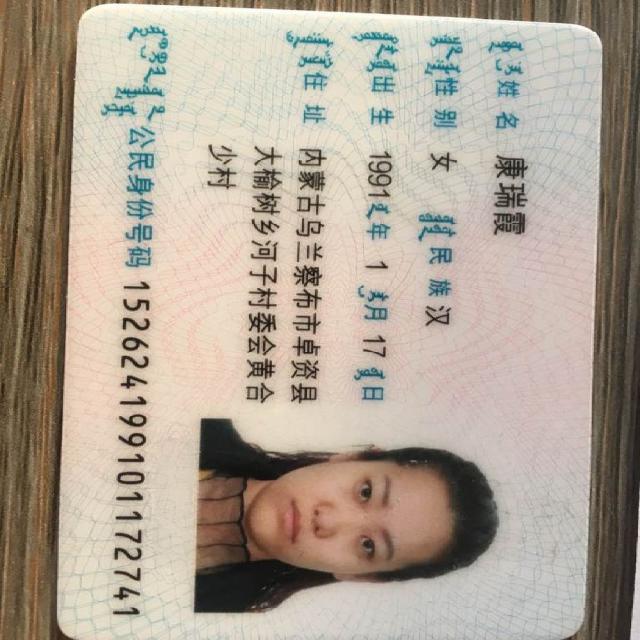 姓名 康瑞霞
性别 女 民族 汉
出生 1991年 1 月 17 日
住址 内蒙古乌兰察布市卓资县
大榆树乡河子村委会黄合
少村
公民身份号码 152624199101172741